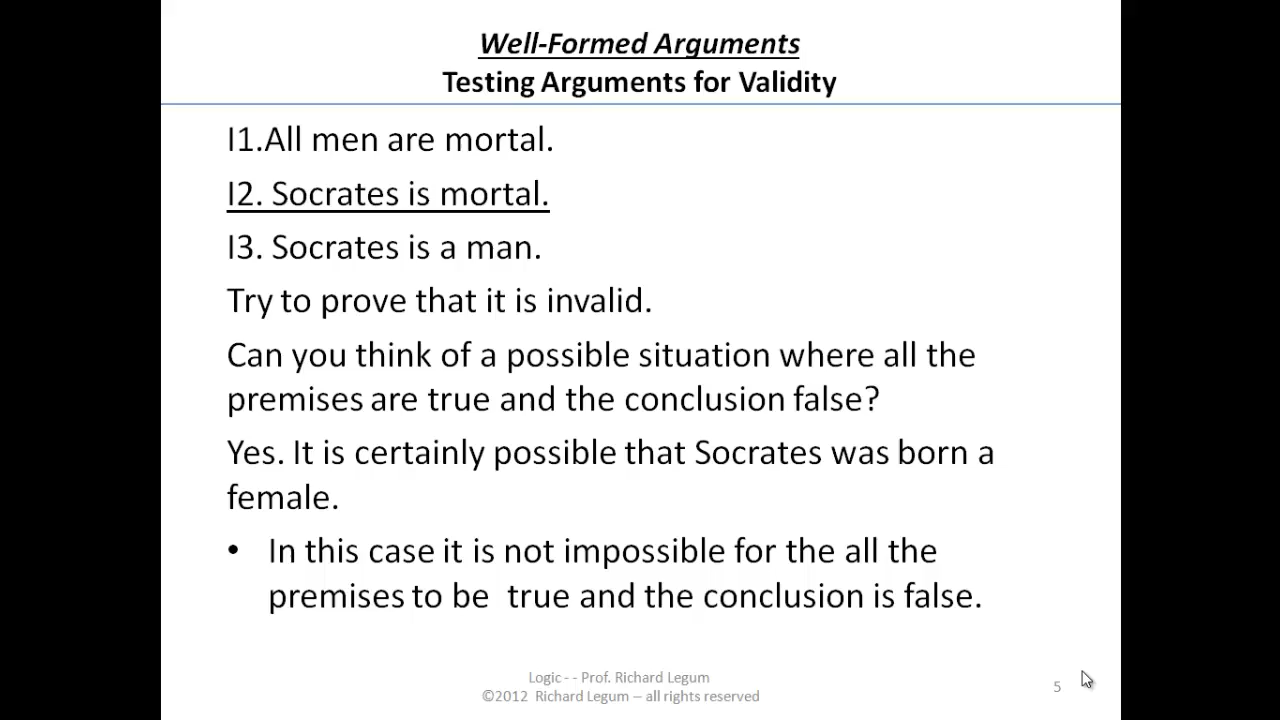 Well-Formed Arguments
Testing Arguments for Validity
I1.All men are mortal.
I2. Socrates is mortal.
I3. Socrates is a man.
Try to prove that it is invalid.
Can you think of a possible situation where all the
premises are true and the conclusion false?
Yes. It is certainly possible that Socrates was born a
female.
• In this case it is not impossible for the all the
premises to be  true and the conclusion is false.
Logic - - Prof. Richard Legum
©2012  Richard Legum – all rights reserved
5